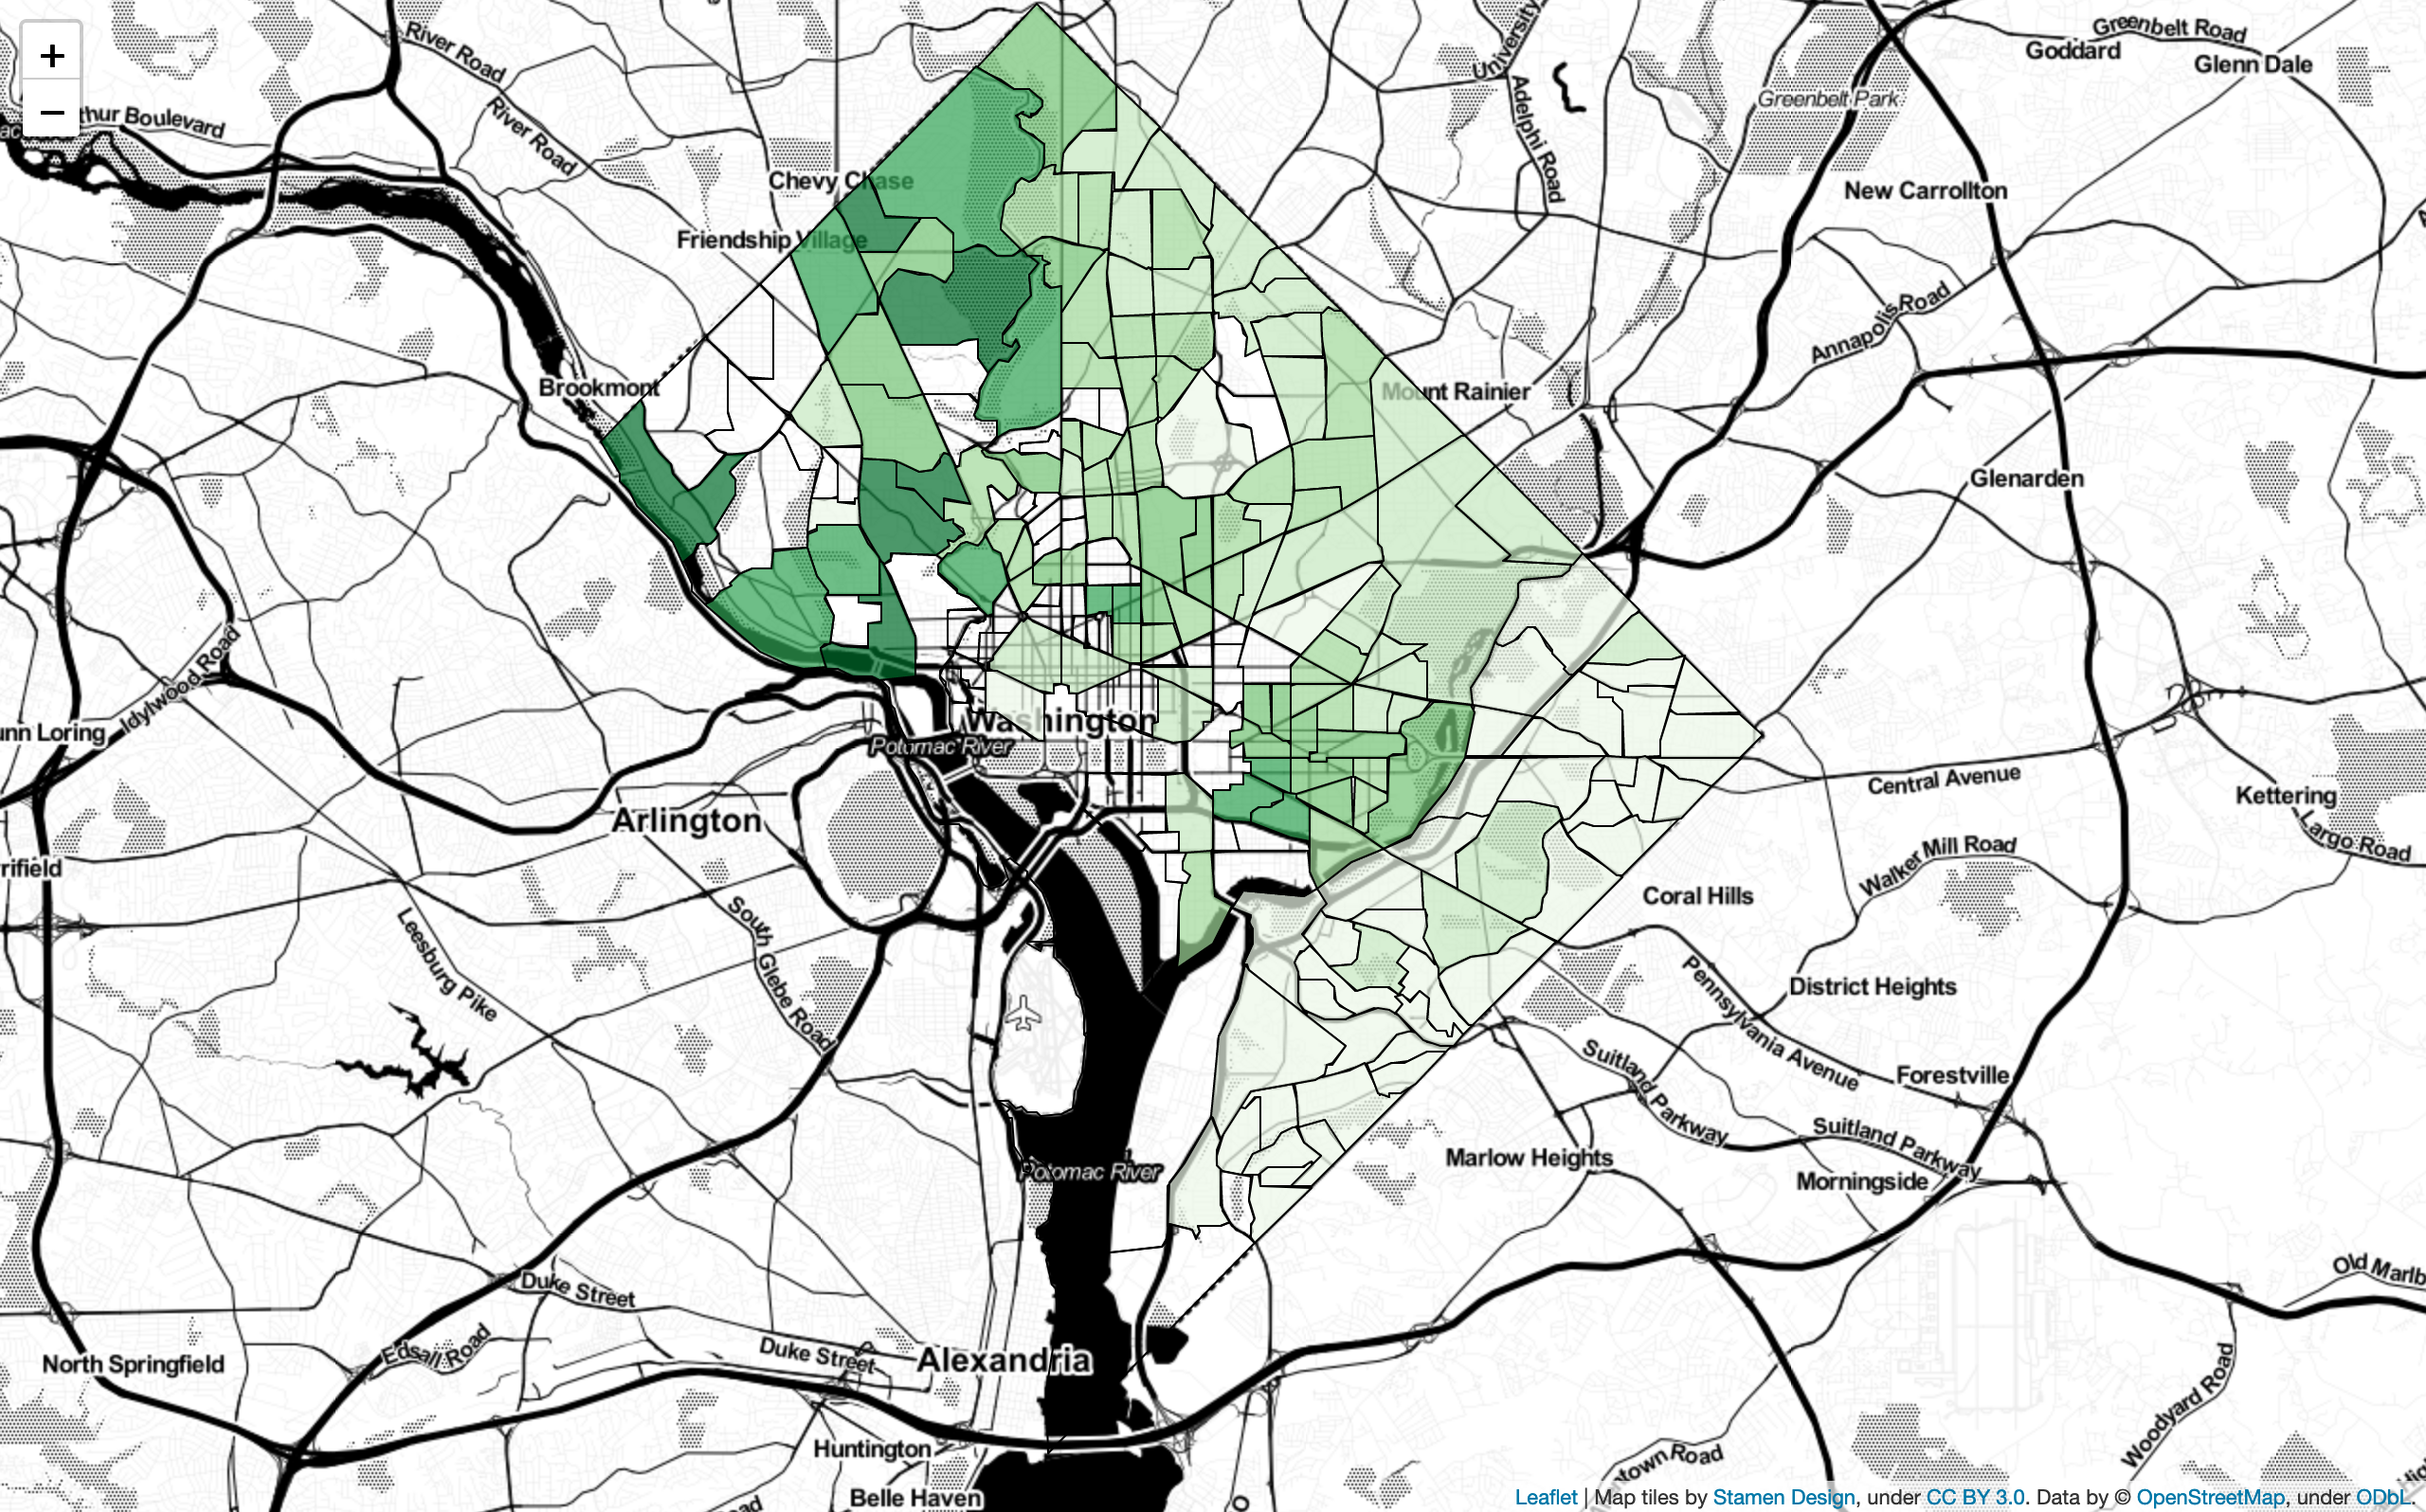 +
−
River Road
River Road
thur Boulevard
Chevy Chase
Friendship Village
Brookmont
University
Adelphi Road
Greenbelt Road
Goddard
Glenn Dale
Greenbelt Park
New Carrollton
Annapolis Road
Mount Rainier
Glenarden
Idylwood Road
unn Loring
Washington
Potomac River
Arlington
Central Avenue
Kettering
Largo Road
Walker Mill Road
Coral Hills
rrifield
Leesburg Pike
South Glebe Road
Pennsylvania Avenue
District Heights
Suitland Parkway
Forestville
Suitland Parkway
Marlow Heights
Morningside
Potomac River
Duke Street
Old Marlb
Edsall Road
North Springfield
Duke Street
Alexandria
Woodyard Road
Huntington
town Road
Belle Haven
Leaflet | Map tiles by Stamen Design, under CC BY 3.0. Data by © OpenStreetMap, under ODbL.